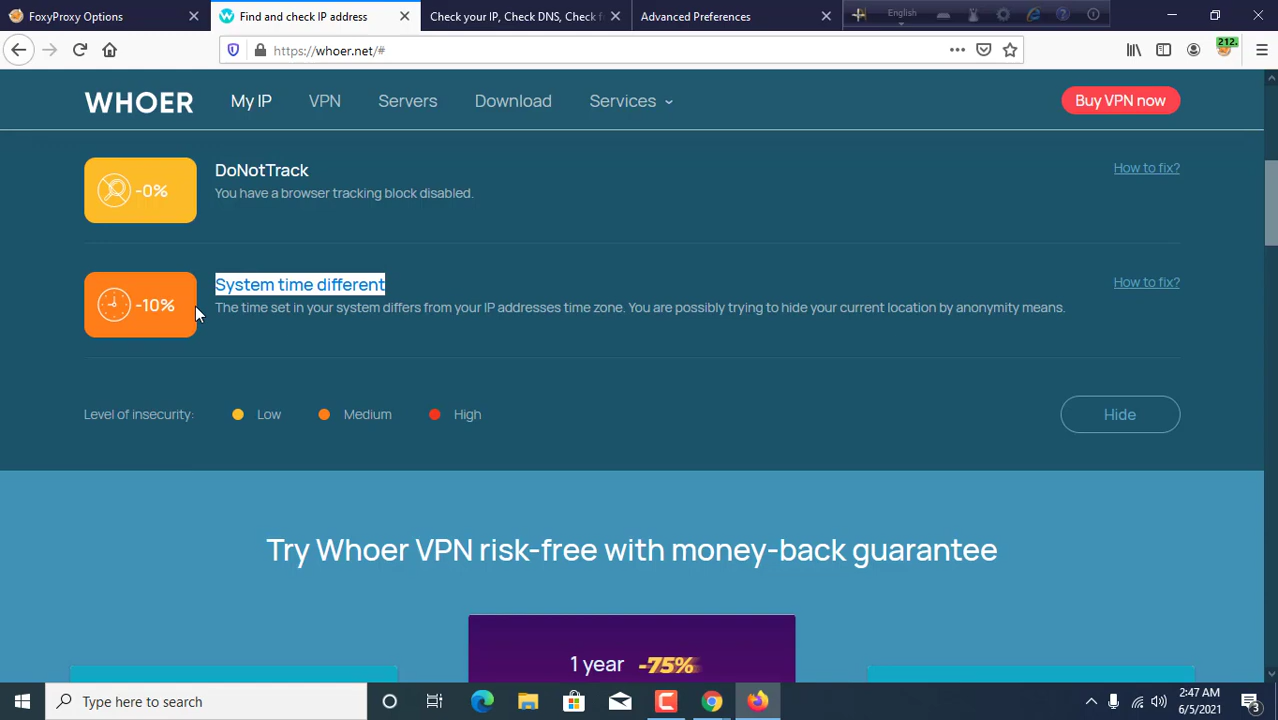 FoxyProxy Options
Find and check IP address
Check your IP, Check DNS, Check f
Advanced Preferences
English
https://whoer.net/#
212.
WHOER
My IP
VPN
Servers
Download
Services
Buy VPN now
-0%
DoNotTrack
How to fix?
You have a browser tracking block disabled.
-10%
System time different
How to fix?
The time set in your system differs from your IP addresses time zone. You are possibly trying to hide your current location by anonymity means.
Level of insecurity:
Low
Medium
High
Hide
Try Whoer VPN risk-free with money-back guarantee
1 year
-75%
Type here to search
2:47 AM
6/5/2021
3